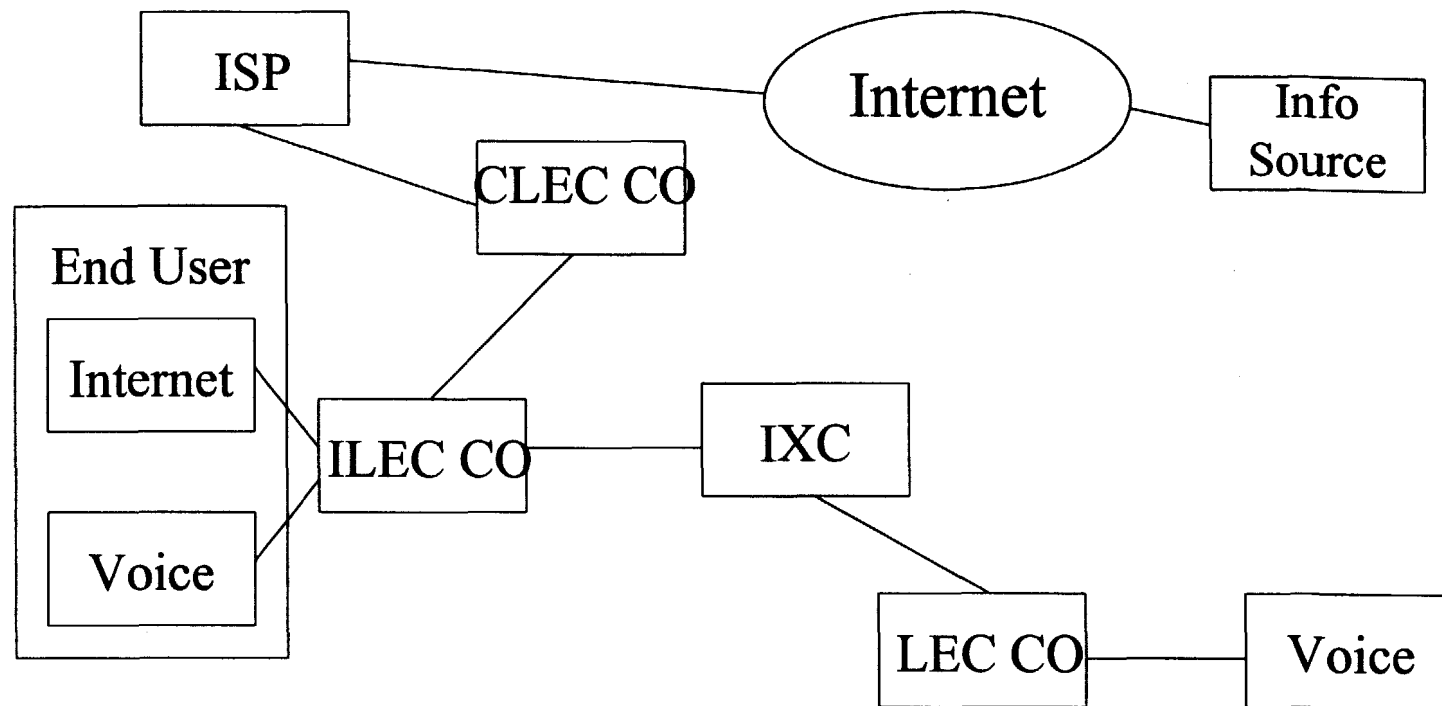 ISP
Internet
Info
Source
CLEC CO
End User
Internet
ILEC CO
IXC
Voice
LEC CO
Voice